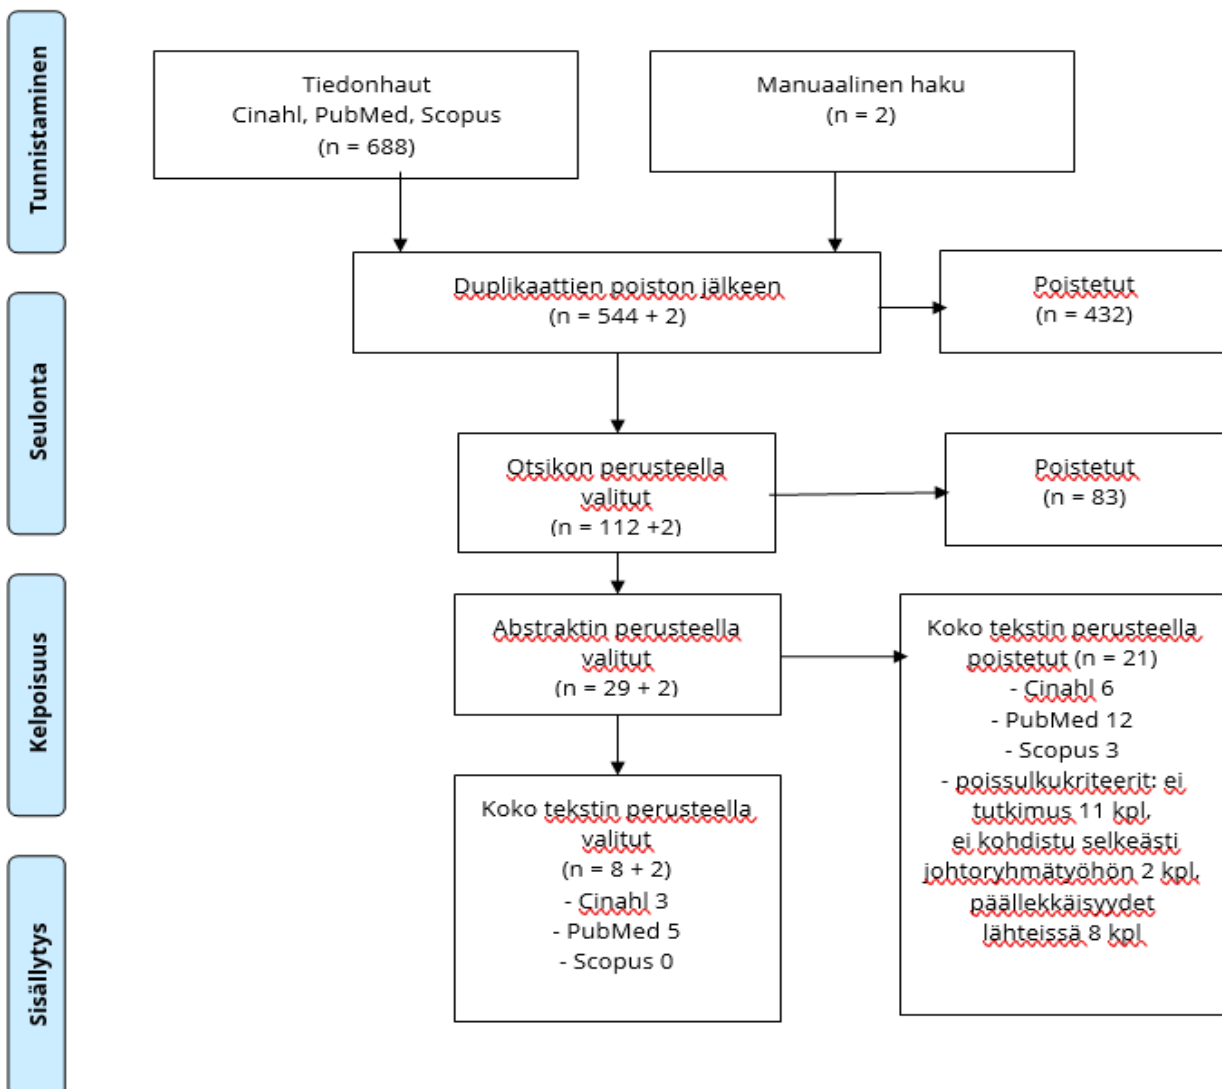 Tunnistaminen
Tiedonhaut
Cinahl, PubMed, Scopus
(n = 688)
Manuaalinen haku
(n = 2)
Duplikaattien poiston jälkeen
(n = 544 + 2)
Poistetut
(n = 432)
Seulonta
Otsikon perusteella
valitut
(n = 112 +2)
Poistetut
(n = 83)
Kelpoisuus
Abstraktin perusteella
valitut
(n = 29 + 2)
Koko tekstin perusteella
poistetut (n = 21)
- Cinahl 6
- PubMed 12
- Scopus 3
- poissulkukriteerit: ei
tutkimus 11 kpl,
ei kohdistu selkeästi
johtoryhmätyöhön 2 kpl,
päällekkäisyydet
lähteissä 8 kpl
Sisällytys
Koko tekstin perusteella
valitut
(n = 8 + 2)
- Cinahl 3
- PubMed 5
- Scopus 0